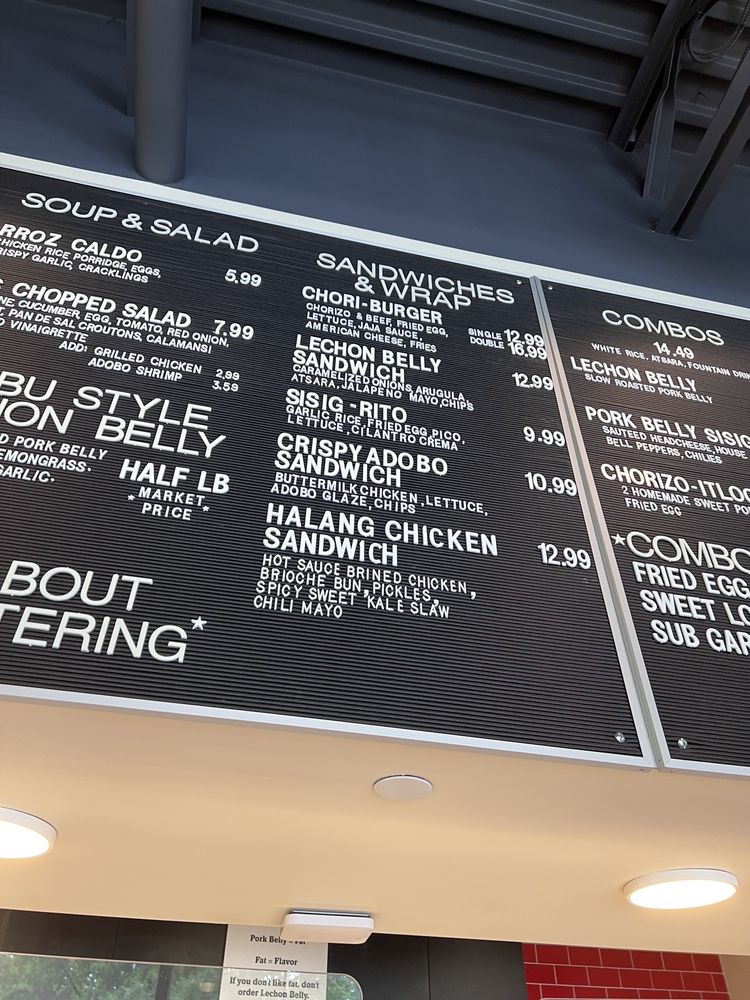 SOUP & SALAD
RROZ CALDO
HICKEN RICE PORRIDGE, EGGS,
RISPY GARLIC, CRACKLINGS
5.99
CHOPPED SALAD 7.99
NE CUCUMBER, EGG, TOMATO, RED ONION,
T, PAN DE SAL CROUTONS, CALAMANSI
VINAIGRETTE
ADD: GRILLED CHICKEN 2.99
ADOBO SHRIMP 3.59
BU STYLE
ON BELLY
D PORK BELLY
EMONGRASS.
GARLIC.
HALF LB
*MARKET
PRICE*
BOUT
TERING*
SANDWICHES
& WRAP
CHORI-BURGER
CHORIZO & BEEF FRIED EGG,
LETTUCE, JAJA SAUCE,
AMERICAN CHEESE, FRIES
SINGLE 12.99
DOUBLE 16.99
LECHON BELLY
SANDWICH
CARAMELIZED ONIONS, ARUGULA,
ATSARA, JALAPENO MAYO, CHIPS
12.99
SISIG-RITO
GARLIC RICE, FRIED EGG, PICO,
LETTUCE, CILANTRO CREMA
9.99
CRISPY ADOBO
SANDWICH
BUTTERMILK CHICKEN, LETTUCE,
ADOBO GLAZE, CHIPS
10.99
HALANG CHICKEN
SANDWICH
12.99
HOT SAUCE BRINED CHICKEN,
BRIOCHE BUN, PICKLES,
SPICY SWEET KALE SLAW
CHILI MAYO
COMBOS
14.49
WHITE RICE, ATSARA, FOUNTAIN DRIN
LECHON BELLY
SLOW ROASTED PORK BELLY
PORK BELLY SISIG
SAUTEED HEADCHEESE, HOUSE
BELL PEPPERS, CHILIES
CHORIZO-ITLOG
2 HOMEMADE SWEET PO
FRIED EGG
*COMBO
FRIED EGG
SWEET LO
SUB GAR
Pork Belly = Fat
Fat = Flavor
If you don't like fat, don't
order Lechon Belly.